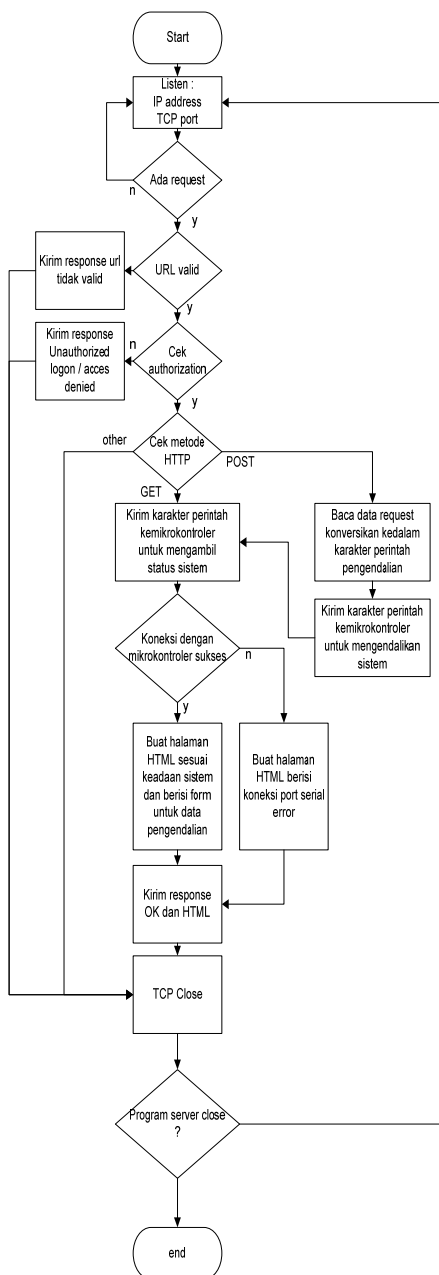 Start
Listen :
IP address
TCP port
Ada request
n
y
URL valid
Kirim response url
tidak valid
y
Cek
authorization
n
Kirim response
Unauthorized
logon / acces
denied
y
Cek metode
HTTP
other
POST
GET
Kirim karakter perintah
kemikrokontroler
untuk mengambil
status sistem
Baca data request
konversikan kedalam
karakter perintah
pengendalian
Kirim karakter perintah
kemikrokontroler
untuk mengendalikan
sistem
Koneksi dengan
mikrokontroler sukses
n
y
Buat halaman
HTML sesuai
keadaan sistem
dan berisi form
untuk data
pengendalian
Buat halaman
HTML berisi
koneksi port serial
error
Kirim response
OK dan HTML
TCP Close
Program server close
?
end